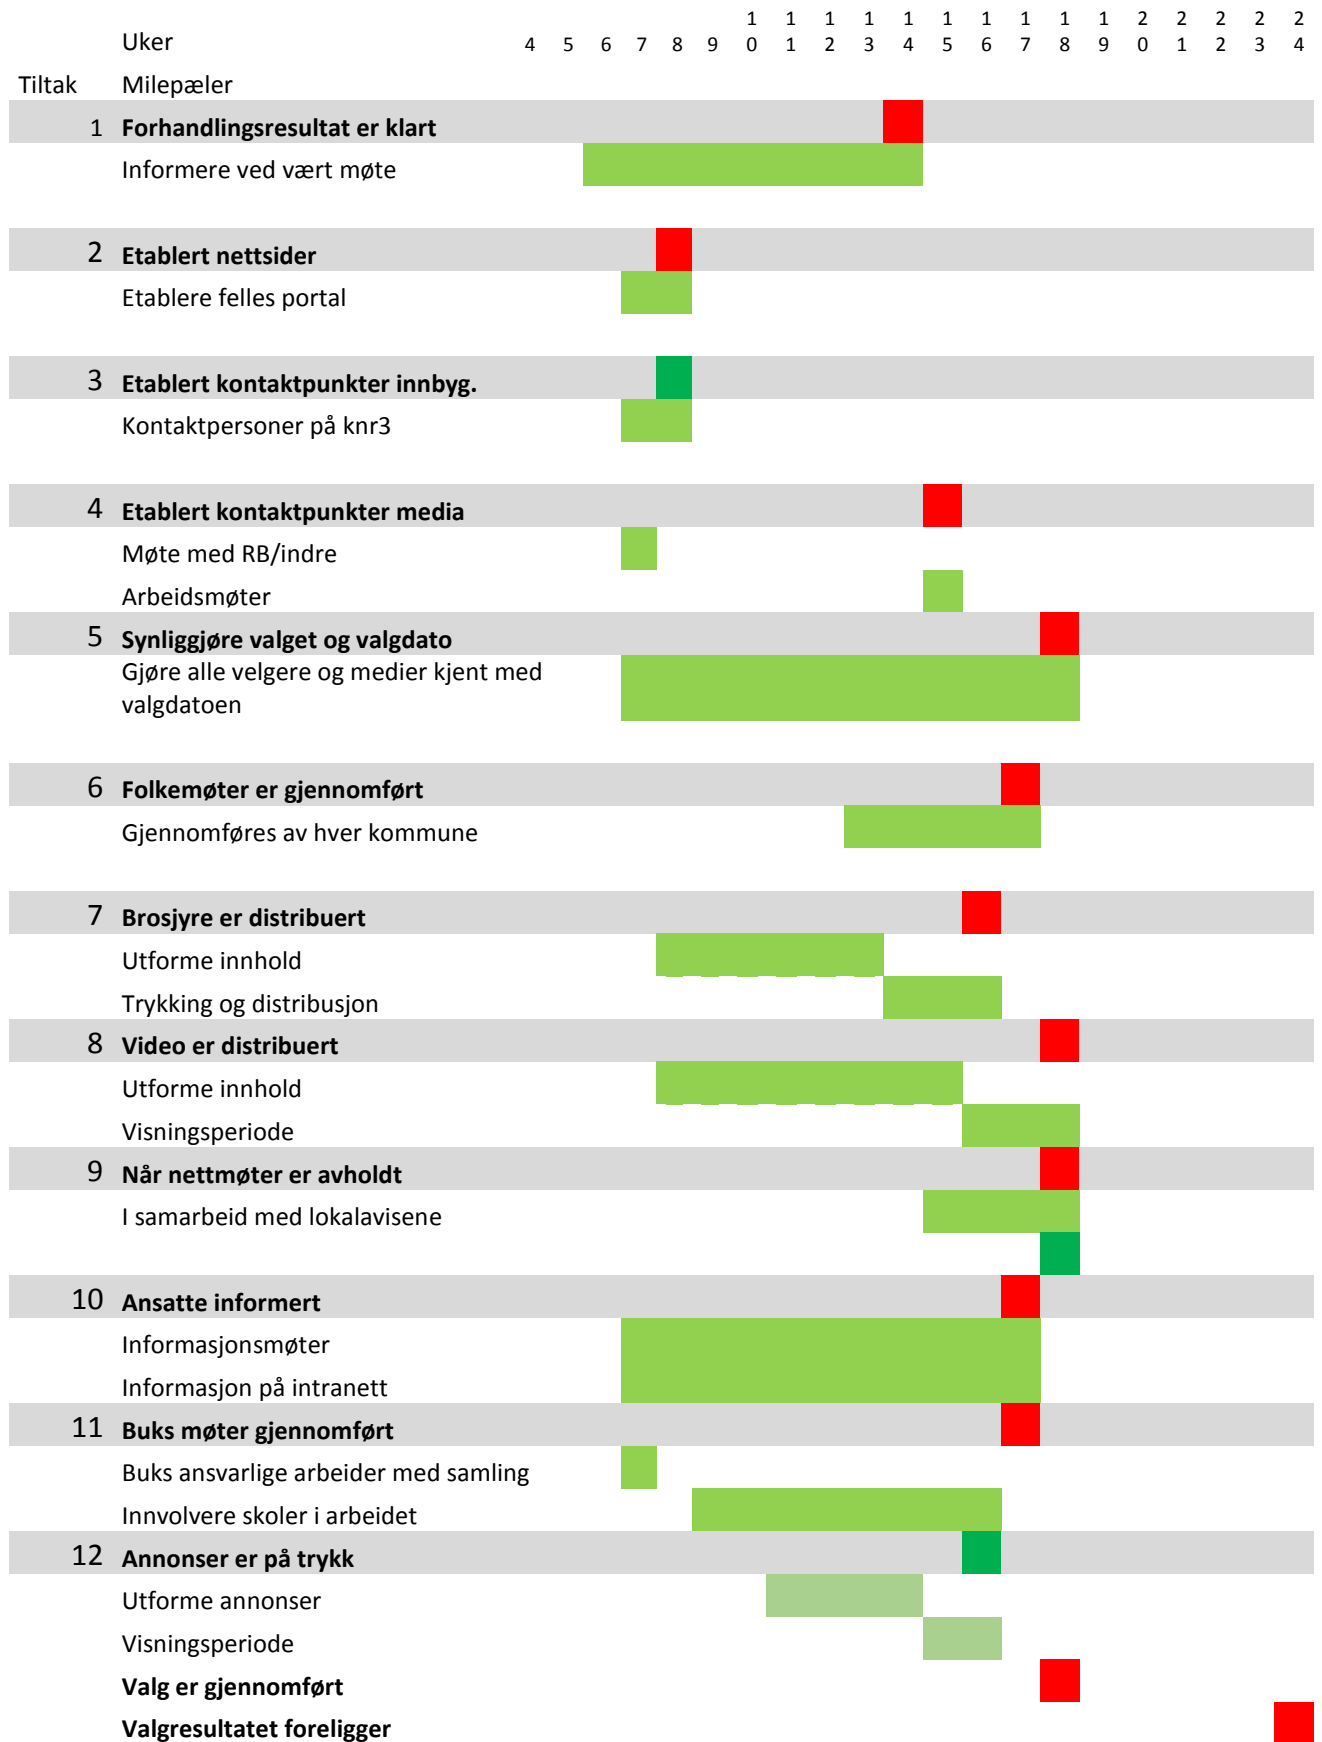 Uker 4 5 6 7 8 9 10 11 12 13 14 15 16 17 18 19 20 21 22 23 24
Tiltak Milepæler
1 Forhandlingsresultat er klart
Informere ved vært møte
2 Etablert nettsider
Etablere felles portal
3 Etablert kontaktpunkter innbyg.
Kontaktpersoner på knr3
4 Etablert kontaktpunkter media
Møte med RB/indre
Arbeidsmøter
5 Synliggjøre valget og valgdato
Gjøre alle velgere og medier kjent med
valgdatoen
6 Folkemøter er gjennomført
Gjennomføres av hver kommune
7 Brosjyre er distribuert
Utforme innhold
Trykking og distribusjon
8 Video er distribuert
Utforme innhold
Visningsperiode
9 Når nettmøter er avholdt
I samarbeid med lokalavisene
10 Ansatte informert
Informasjonsmøter
Informasjon på intranett
11 Buks møter gjennomført
Buks ansvarlige arbeider med samling
Innvolvere skoler i arbeidet
12 Annonser er på trykk
Utforme annonser
Visningsperiode
Valg er gjennomført
Valgresultatet foreligger